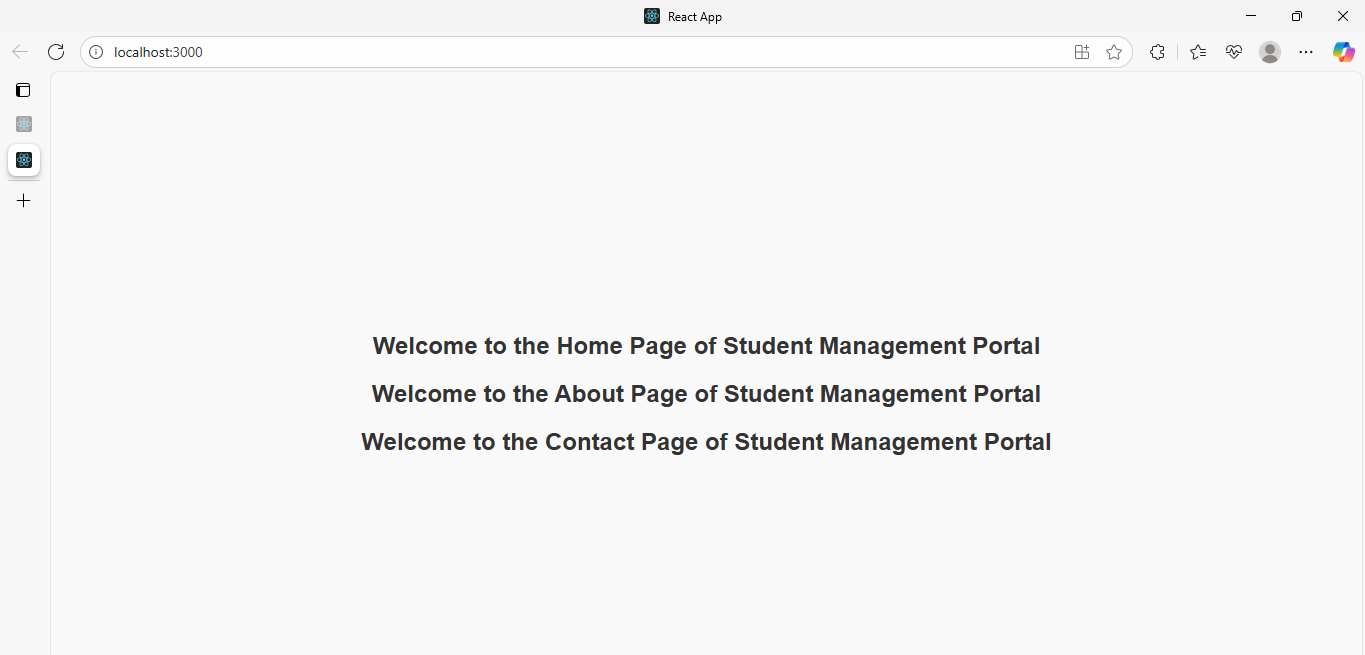 React App
localhost:3000
Welcome to the Home Page of Student Management Portal
Welcome to the About Page of Student Management Portal
Welcome to the Contact Page of Student Management Portal